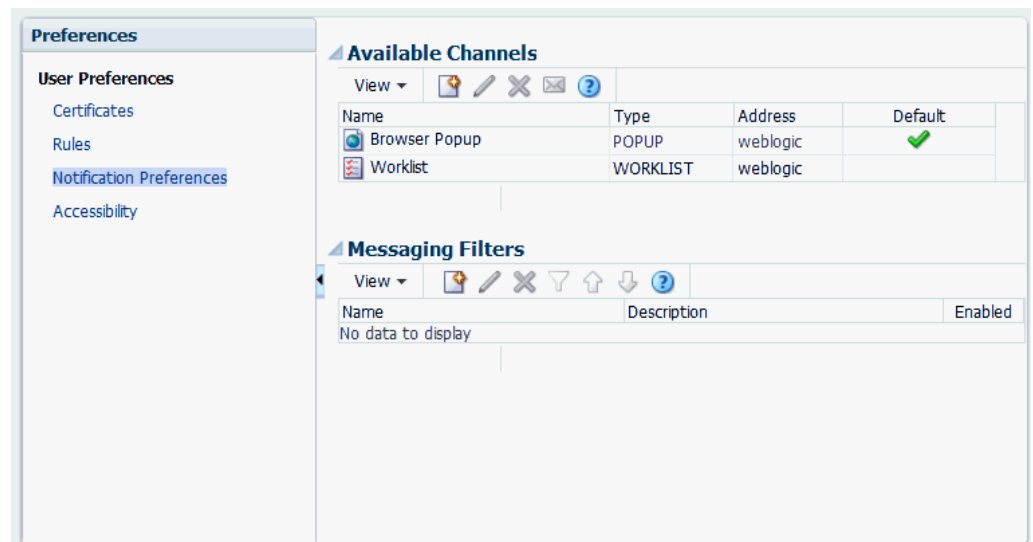 Preferences
User Preferences
Certificates
Rules
Notification Preferences
Accessibility
Available Channels
View
Name Type Address Default
Browser Popup POPUP weblogic
Worklist WORKLIST weblogic
Messaging Filters
View
Name Description Enabled
No data to display